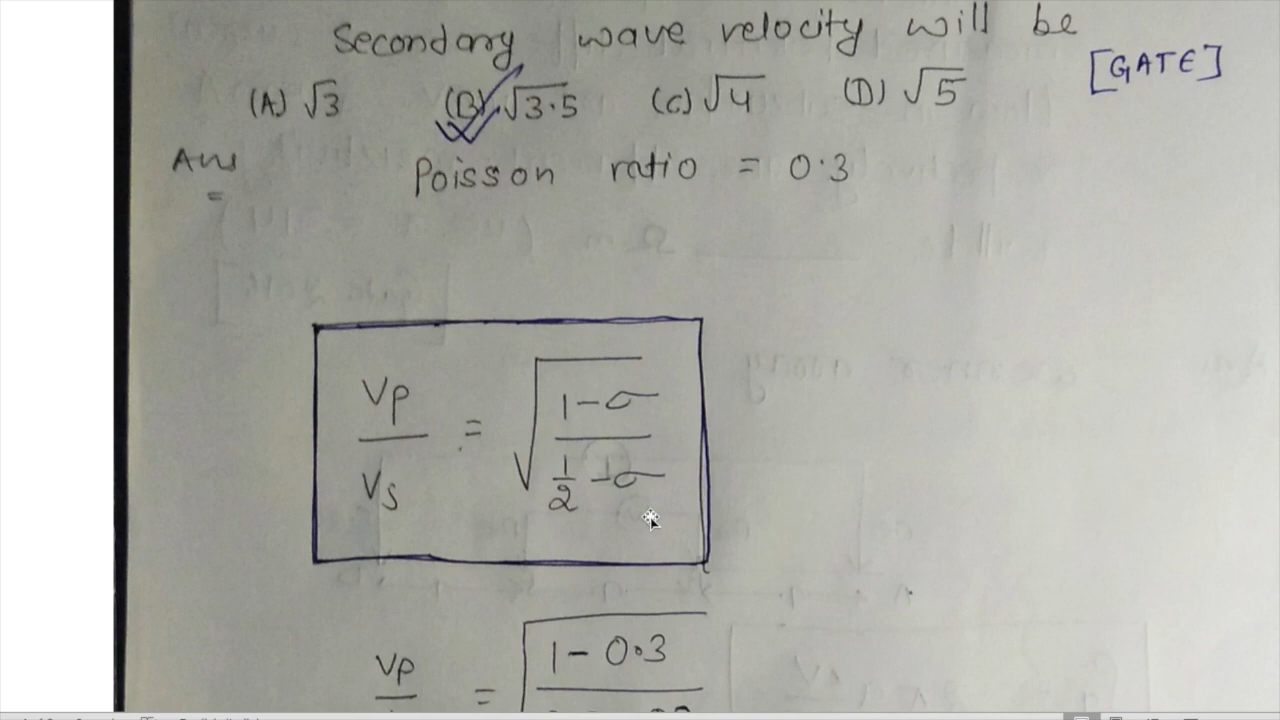 Secondary wave velocity will be
[GATE]
(A) √3 (B) √3.5 (C) √4 (D) √5
Ans Poisson ratio = 0.3
=
Vp/Vs = √((1-σ)/(1/2-σ))
Vp = √(1-0.3